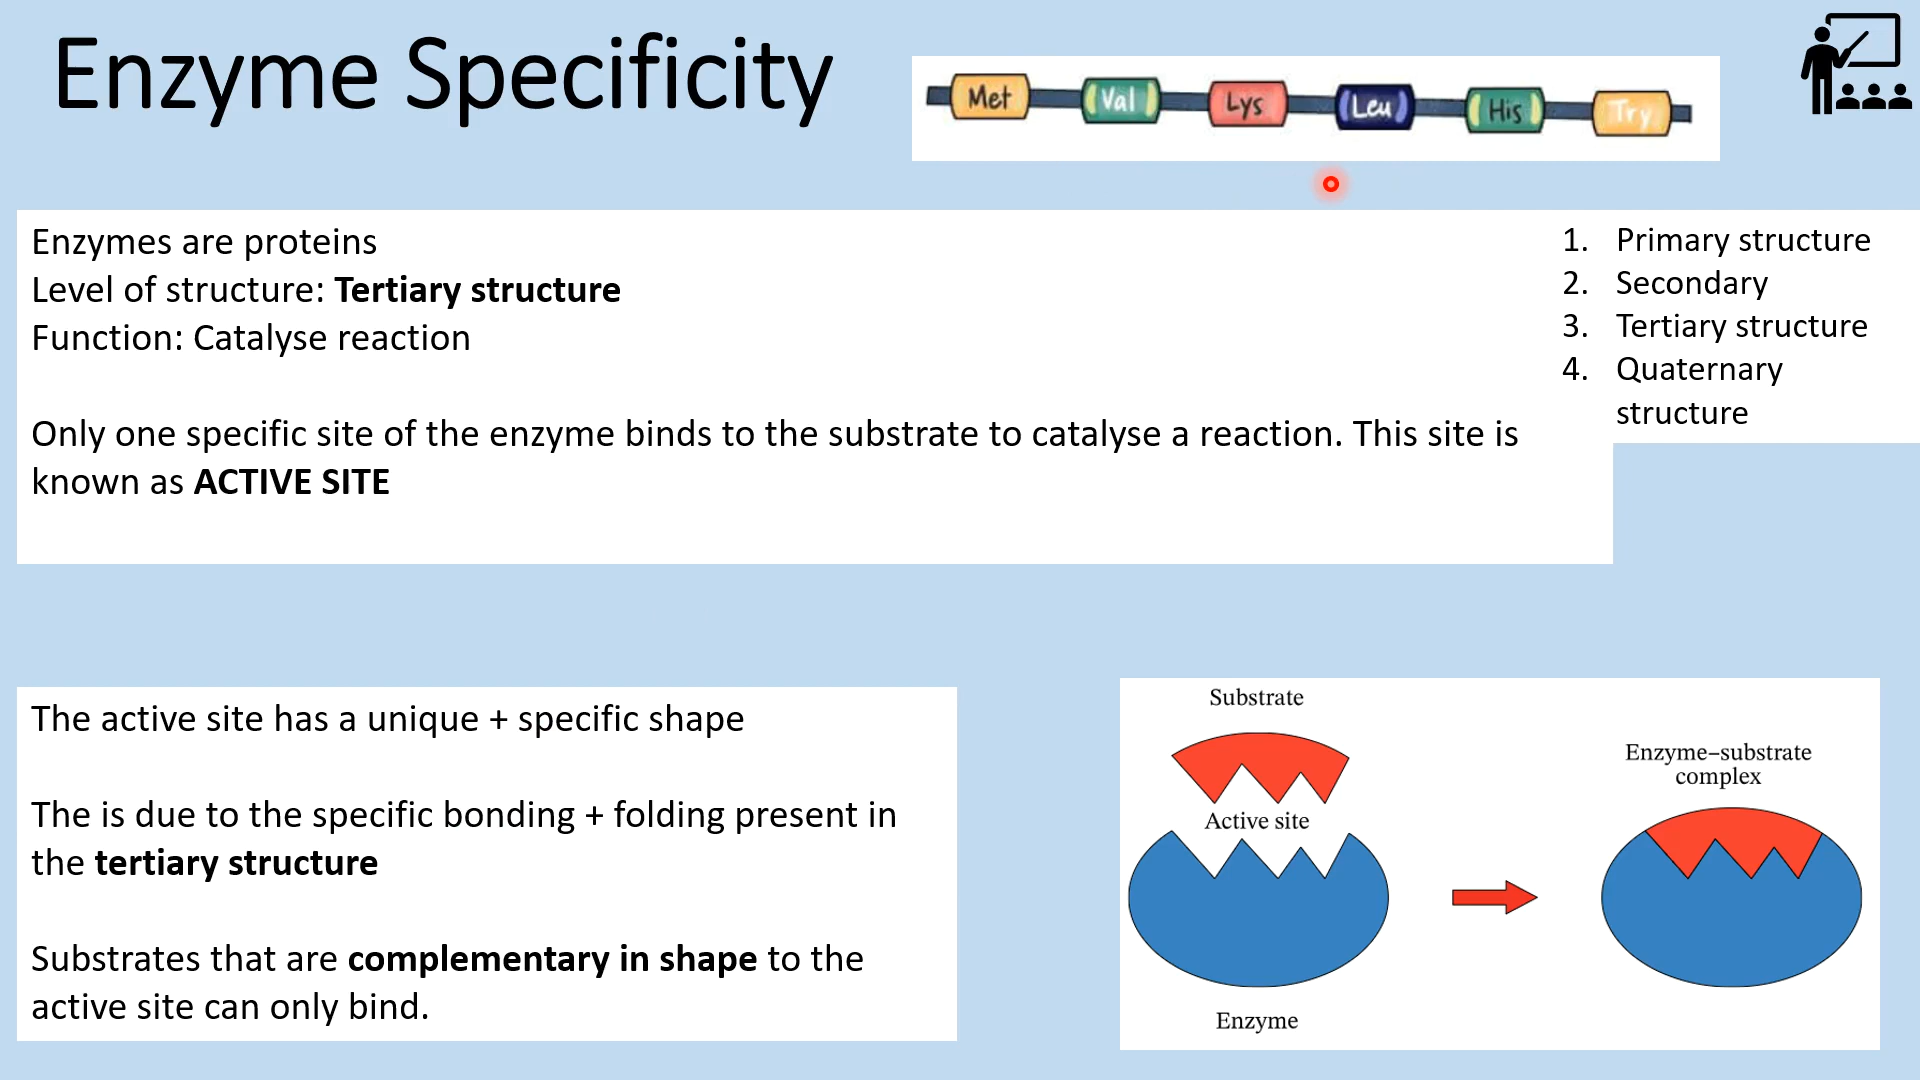 Enzyme Specificity
Met Val Lys Leu His Try
Enzymes are proteins
Level of structure: Tertiary structure
Function: Catalyse reaction
Only one specific site of the enzyme binds to the substrate to catalyse a reaction. This site is
known as ACTIVE SITE
1. Primary structure
2. Secondary
3. Tertiary structure
4. Quaternary
structure
The active site has a unique + specific shape
The is due to the specific bonding + folding present in
the tertiary structure
Substrates that are complementary in shape to the
active site can only bind.
Substrate
Active site
Enzyme
Enzyme–substrate
complex